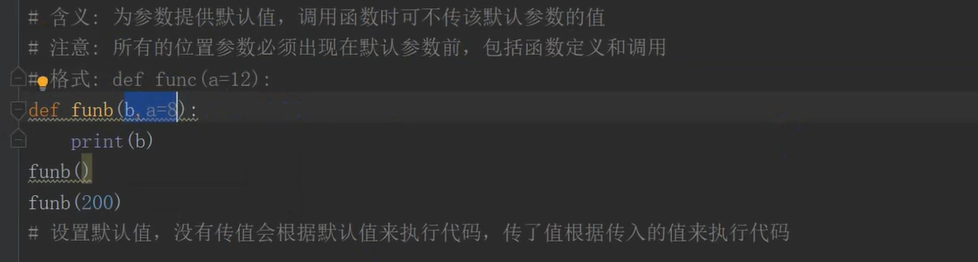 # 含义: 为参数提供默认值，调用函数时可不传该默认参数的值
# 注意: 所有的位置参数必须出现在默认参数前，包括函数定义和调用
# 格式: def func(a=12):
def funb(b,a=8):
    print(b)
funb()
funb(200)
# 设置默认值，没有传值会根据默认值来执行代码，传了值根据传入的值来执行代码